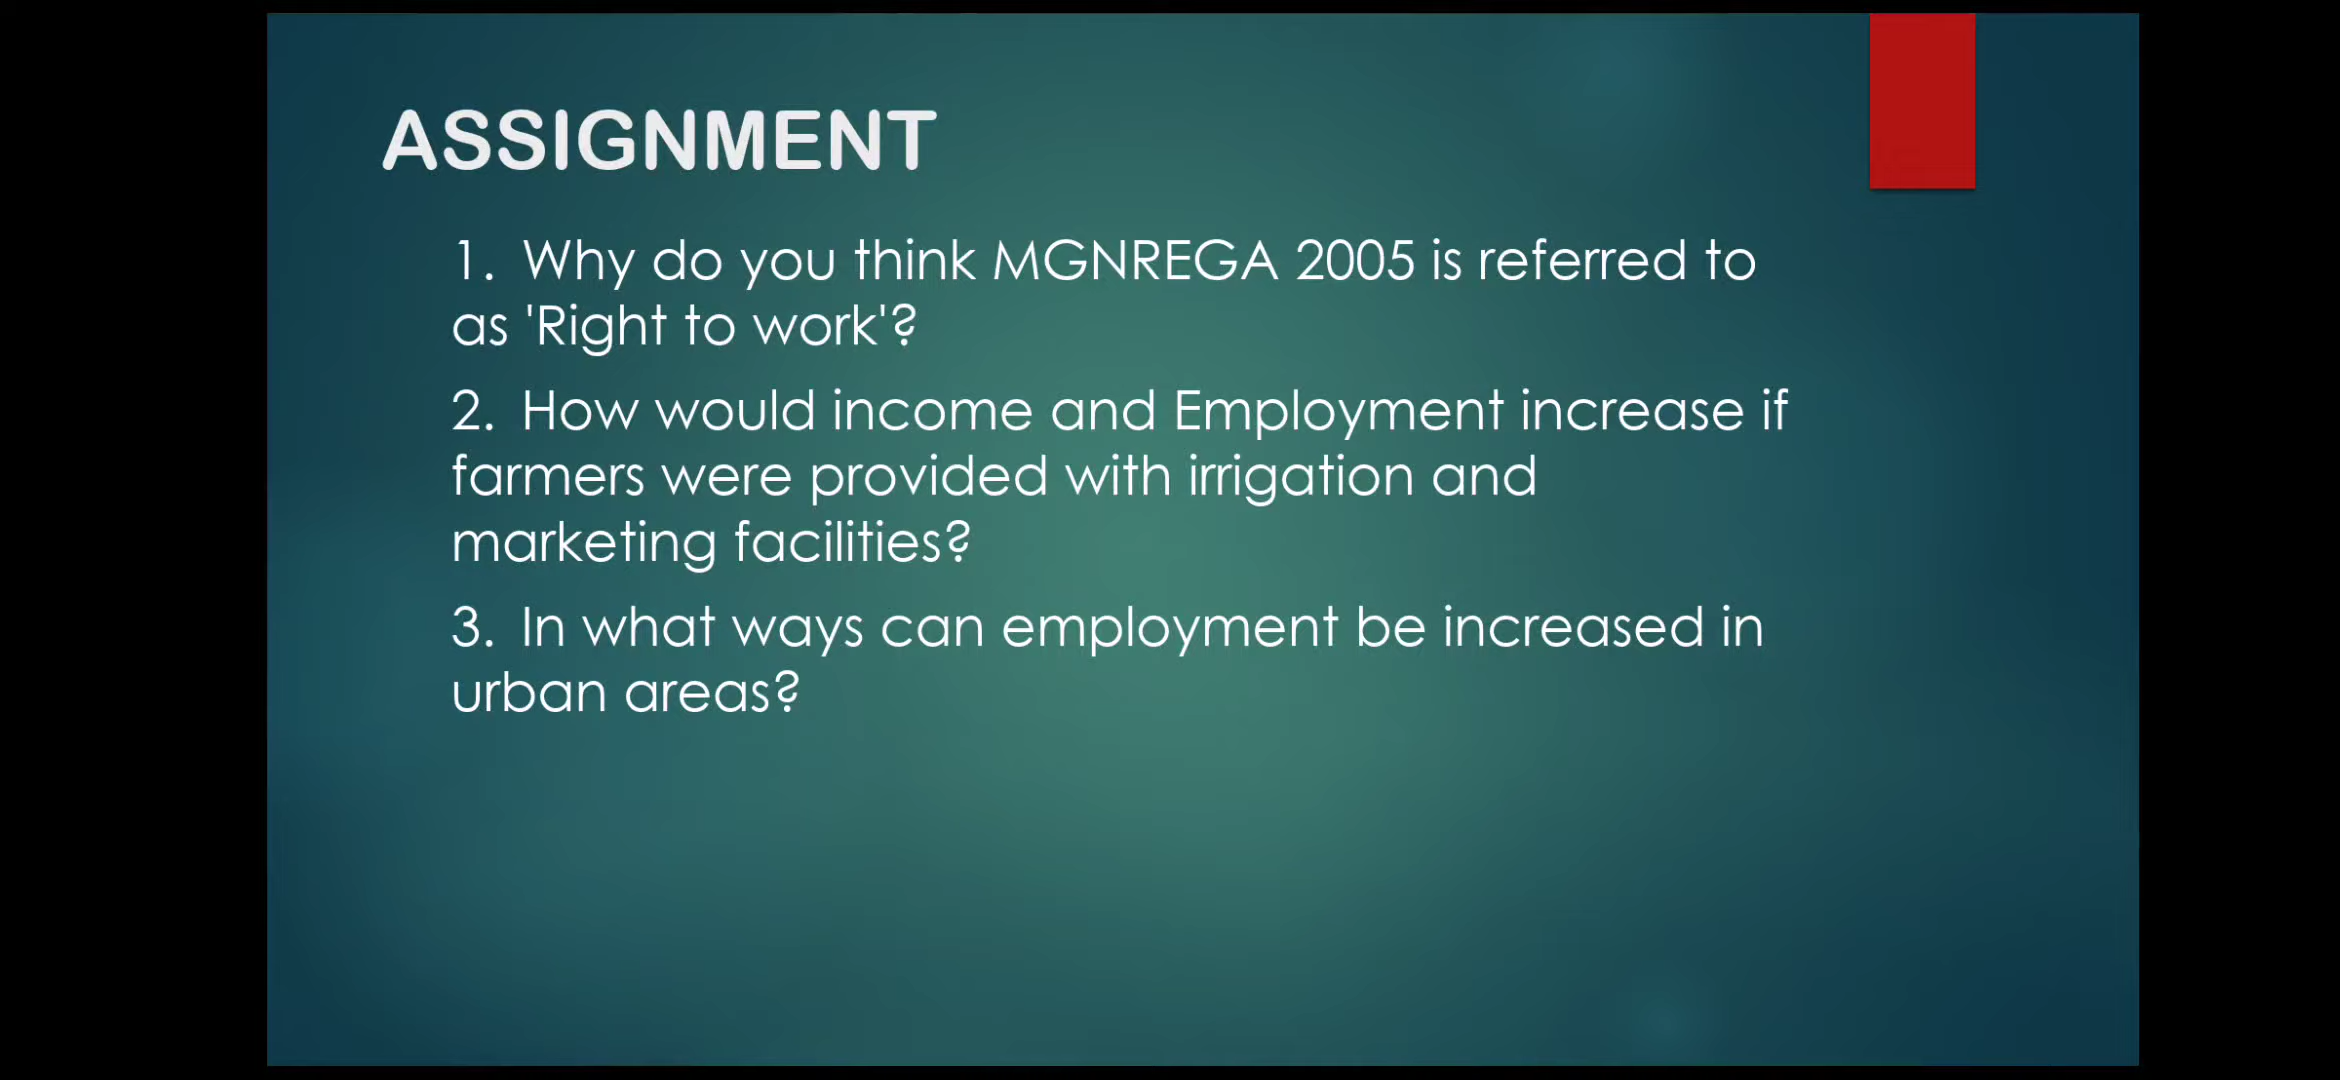 ASSIGNMENT
1. Why do you think MGNREGA 2005 is referred to
as 'Right to work'?
2. How would income and Employment increase if
farmers were provided with irrigation and
marketing facilities?
3. In what ways can employment be increased in
urban areas?